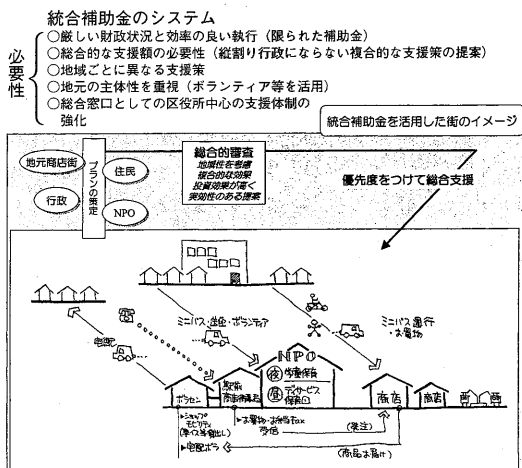 統合補助金のシステム
必要性
○厳しい財政状況と効率の良い執行（限られた補助金）
○総合的な支援額の必要性（縦割り行政にならない複合的な支援策の提案）
○地域ごとに異なる支援策
○地元の主体性を重視（ボランティア等を活用）
○総合窓口としての区役所中心の支援体制の
強化
統合補助金を活用した街のイメージ
地元商店街
住民
行政
NPO
プランの策定
総合的審査
地域性を考慮
複合的な効果
投資効果が高く
実効性のある提案
優先度をつけて総合支援
宅配
ミニバス・送迎・ボランティア
ミニバス運行
・お買物
NPO
夜
保育
昼
デイサービス
保育
ボラセン
商店
商店
▶ショップ
モビリティ
▶お買物・お弁当FAX
受信
(発注)
▶宅配ボラ
(商品お届け)